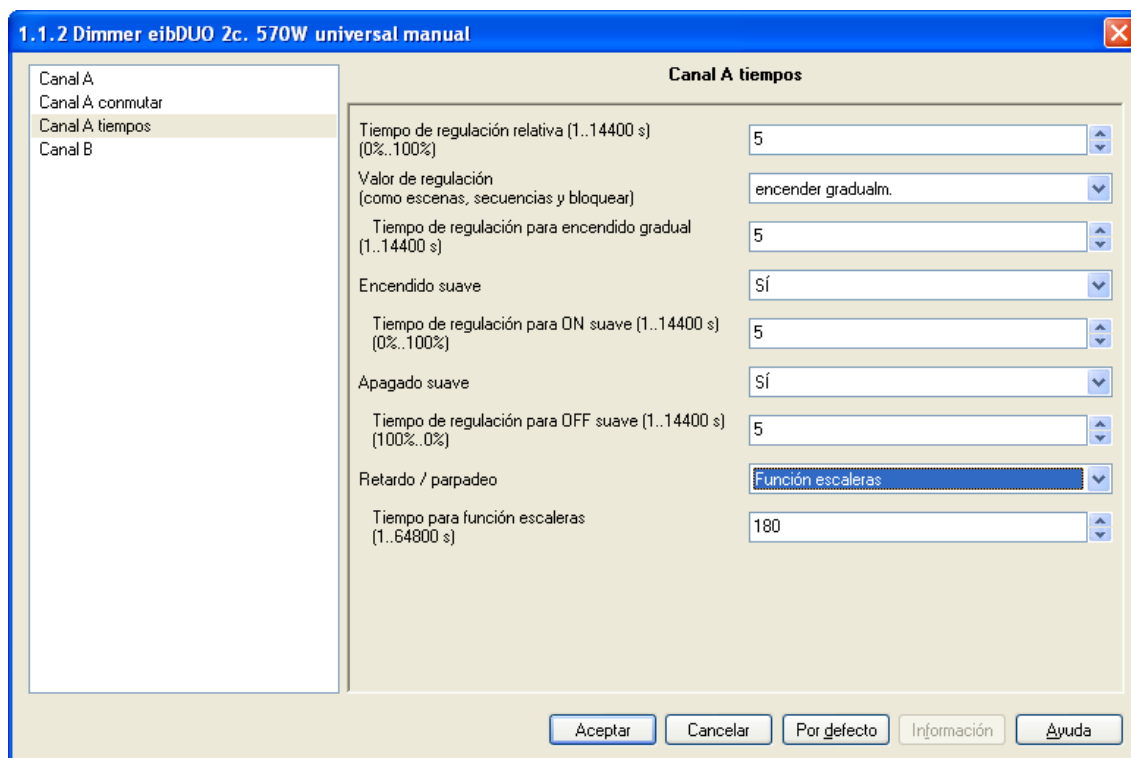 1.1.2 Dimmer eibDUO 2c. 570W universal manual
Canal A
Canal A conmutar
Canal A tiempos
Canal B
Canal A tiempos
Tiempo de regulación relativa (1..14400 s)
(0%..100%)
5
Valor de regulación
(como escenas, secuencias y bloquear)
encender gradualm.
Tiempo de regulación para encendido gradual
(1..14400 s)
5
Encendido suave
SÍ
Tiempo de regulación para ON suave (1..14400 s)
(0%..100%)
5
Apagado suave
SÍ
Tiempo de regulación para OFF suave (1..14400 s)
(100%..0%)
5
Retardo / parpadeo
Función escaleras
Tiempo para función escaleras
(1..64800 s)
180
Aceptar
Cancelar
Por defecto
Información
Ayuda